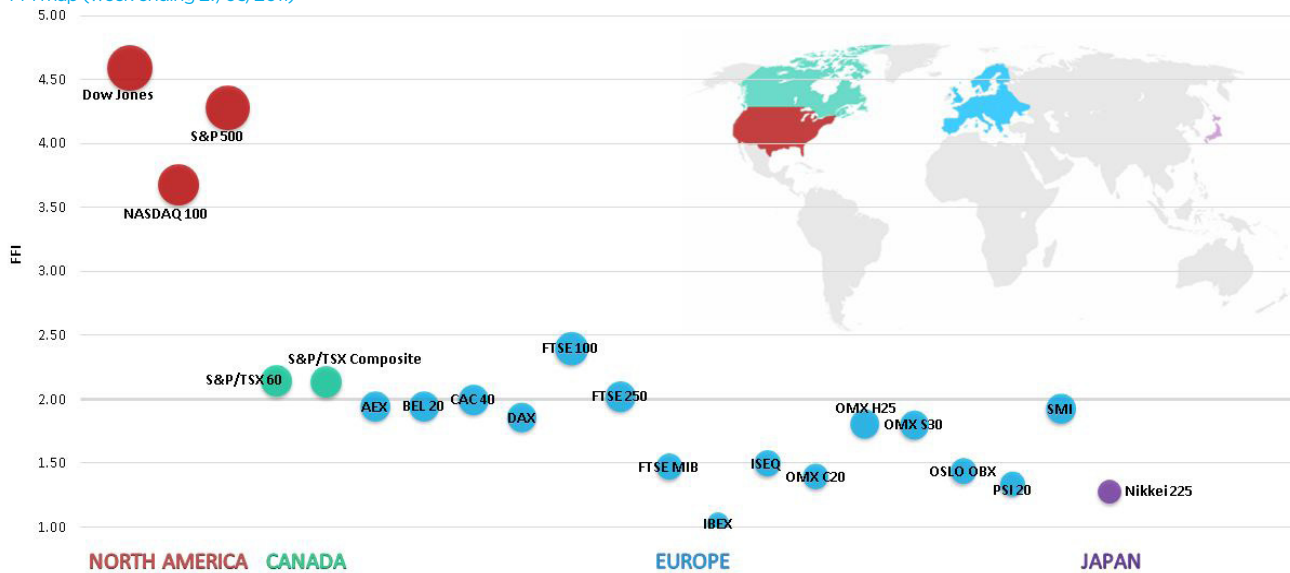 5.00
4.50
4.00
3.50
3.00
2.50
2.00
1.50
1.00
FFI
Dow Jones
S&P 500
NASDAQ 100
S&P/TSX 60
S&P/TSX Composite
AEX
BEL 20
CAC 40
DAX
FTSE 100
FTSE 250
FTSE MIB
IBEX
ISEQ
OMX C20
OMX H25
OMX S30
OSLO OBX
PSI 20
SMI
Nikkei 225
NORTH AMERICA CANADA EUROPE JAPAN